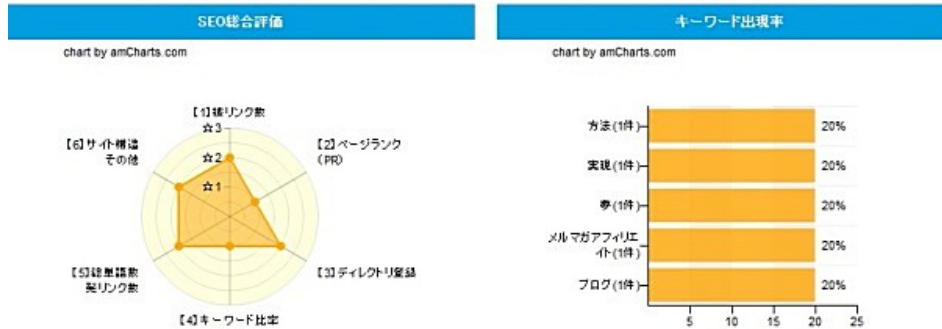 SEO総合評価
キーワード出現率
chart by amCharts.com
chart by amCharts.com
【1】被リンク数
☆3
☆2
☆1
【2】ページランク
(PR)
【3】ディレクトリ登録
【4】キーワード比率
【5】総単語数
発リンク数
【6】サイト構造
その他
方法(1件)
20%
実現(1件)
20%
夢(1件)
20%
メルマガアフィリエ
イト(1件)
20%
ブログ(1件)
20%
5 10 15 20 25